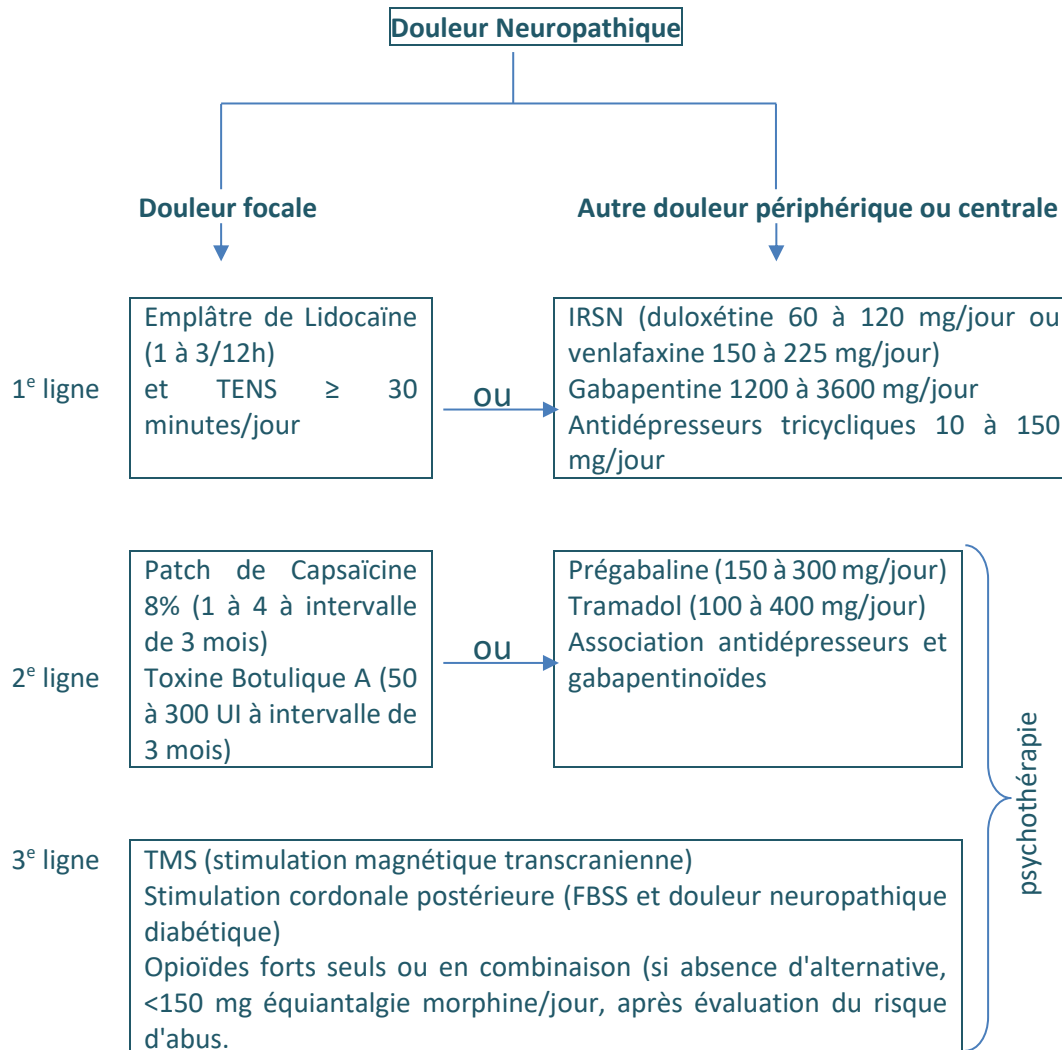 Douleur Neuropathique
Douleur focale
Autre douleur périphérique ou centrale
1e ligne
Emplâtre de Lidocaïne
(1 à 3/12h)
et TENS ≥ 30
minutes/jour
ou
IRSN (duloxétine 60 à 120 mg/jour ou
venlafaxine 150 à 225 mg/jour)
Gabapentine 1200 à 3600 mg/jour
Antidépresseurs tricycliques 10 à 150
mg/jour
2e ligne
Patch de Capsaïcine
8% (1 à 4 à intervalle
de 3 mois)
Toxine Botulique A (50
à 300 UI à intervalle de
3 mois)
ou
Prégabaline (150 à 300 mg/jour)
Tramadol (100 à 400 mg/jour)
Association antidépresseurs et
gabapentinoïdes
3e ligne
TMS (stimulation magnétique transcranienne)
Stimulation cordonale postérieure (FBSS et douleur neuropathique
diabétique)
Opioïdes forts seuls ou en combinaison (si absence d'alternative,
<150 mg équiantalgie morphine/jour, après évaluation du risque
d'abus.
psychothérapie